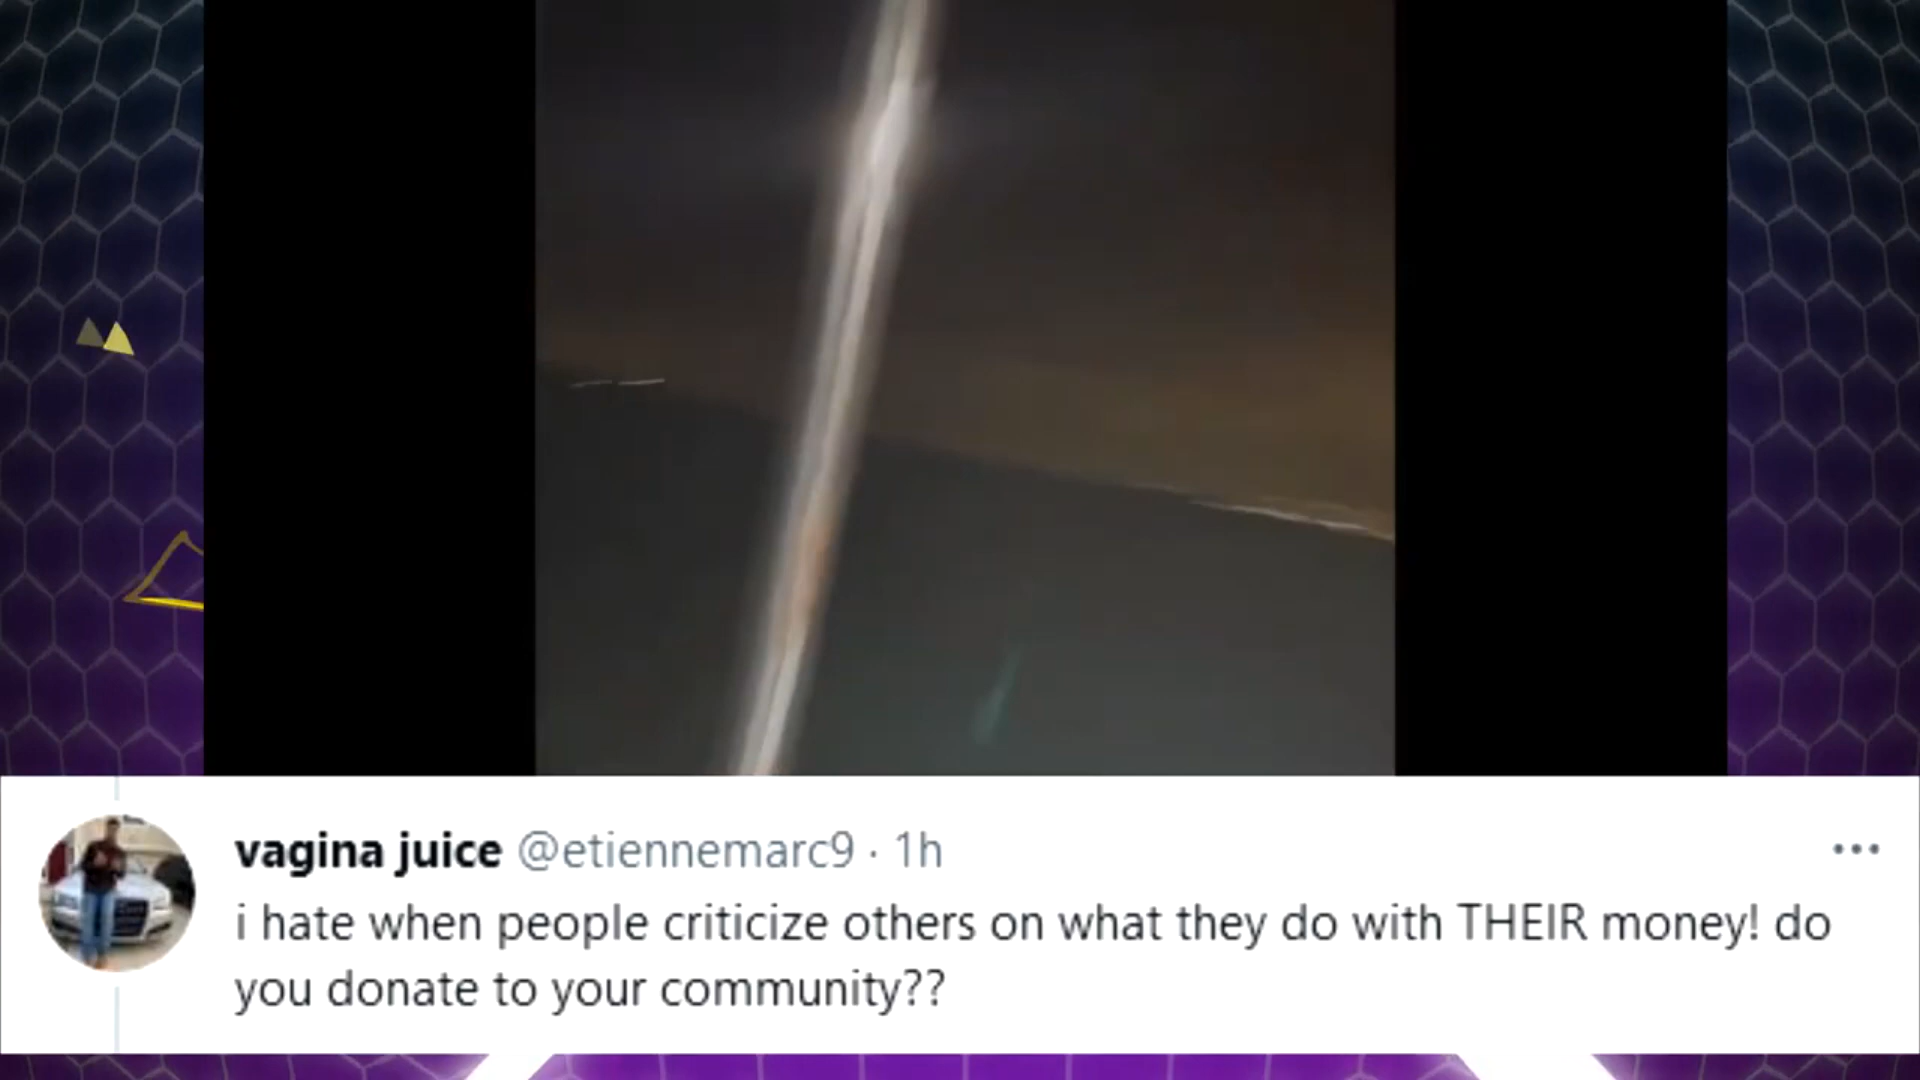 vagina juice @etiennemarc9 · 1h
i hate when people criticize others on what they do with THEIR money! do
you donate to your community??